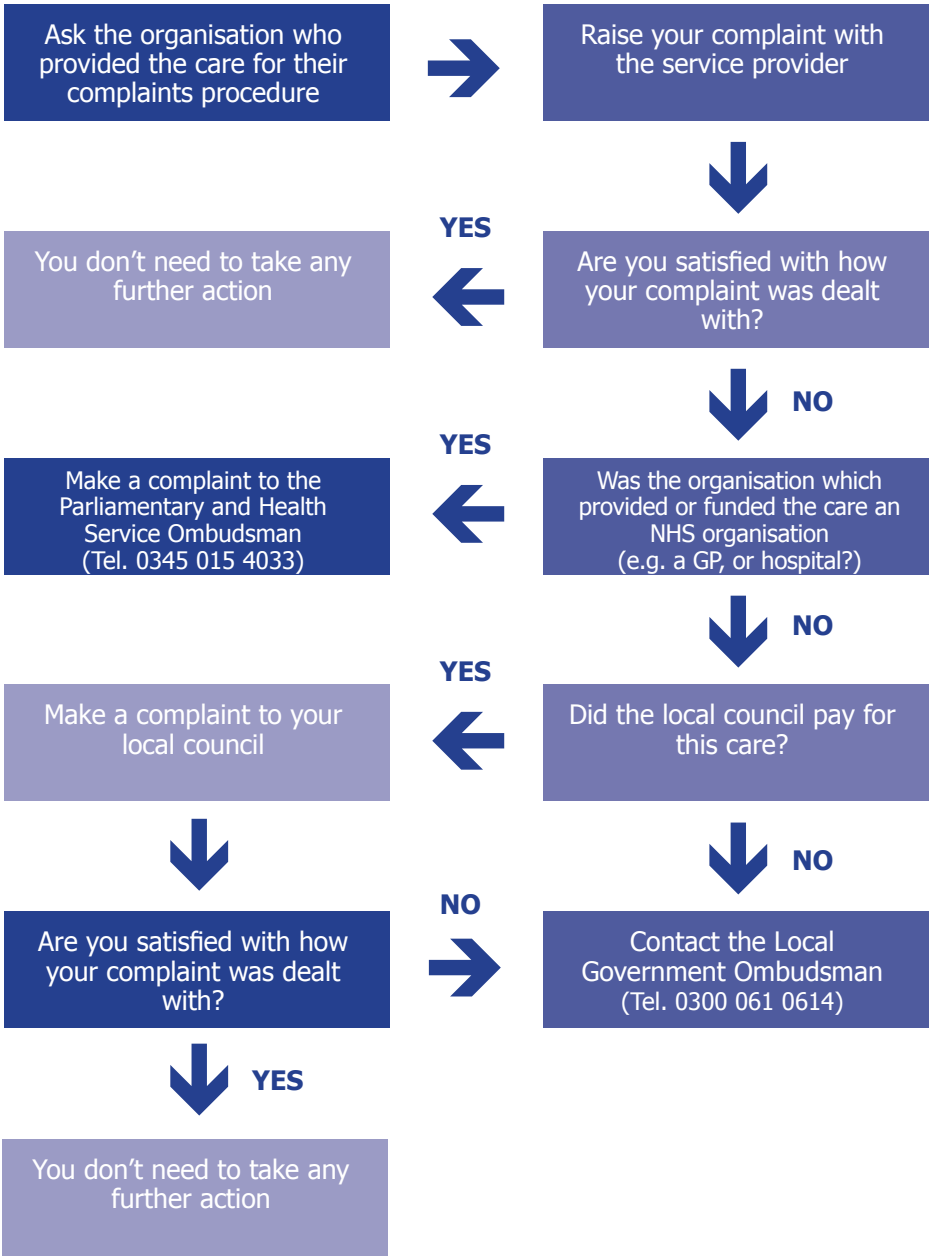 Ask the organisation who
provided the care for their
complaints procedure
Raise your complaint with
the service provider
Are you satisfied with how
your complaint was dealt
with?
YES
You don’t need to take any
further action
NO
Was the organisation which
provided or funded the care an
NHS organisation
(e.g. a GP, or hospital?)
YES
Make a complaint to the
Parliamentary and Health
Service Ombudsman
(Tel. 0345 015 4033)
NO
Did the local council pay for
this care?
YES
Make a complaint to your
local council
NO
Are you satisfied with how
your complaint was dealt
with?
NO
Contact the Local
Government Ombudsman
(Tel. 0300 061 0614)
YES
You don’t need to take any
further action